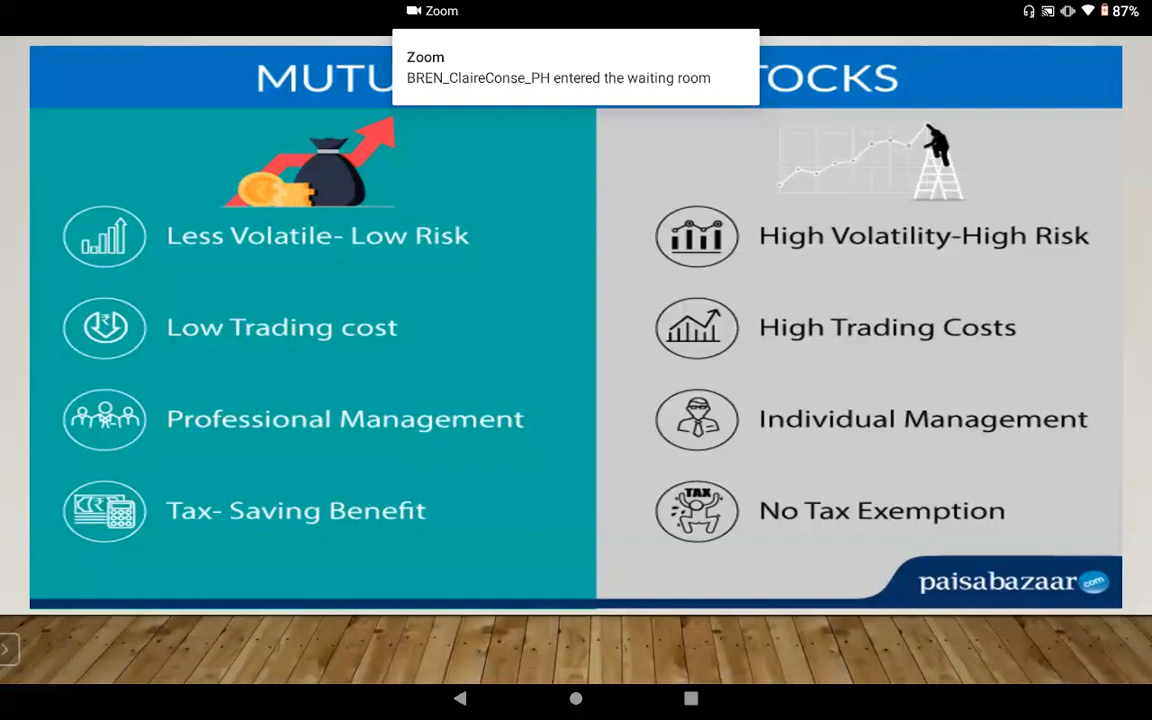 Zoom
87%
Zoom
BREN_ClaireConse_PH entered the waiting room
MUTU
TOCKS
Less Volatile- Low Risk
Low Trading cost
Professional Management
Tax- Saving Benefit
High Volatility-High Risk
High Trading Costs
Individual Management
TAX
No Tax Exemption
paisabazaar.com